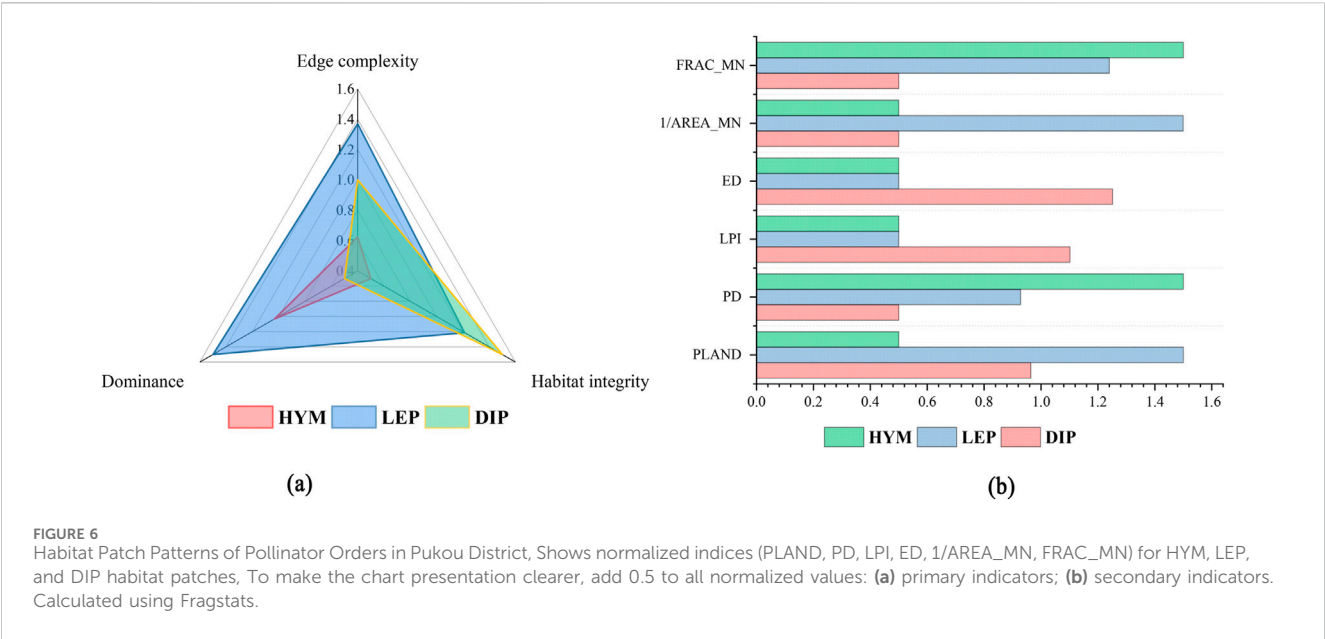 Edge complexity
1.6
1.4
1.2
1.0
0.8
0.6
0.4
Dominance
Habitat integrity
HYM LEP DIP
(a)
FRAC_MN
1/AREA_MN
ED
LPI
PD
PLAND
0.0 0.2 0.4 0.6 0.8 1.0 1.2 1.4 1.6
HYM LEP DIP
(b)
FIGURE 6
Habitat Patch Patterns of Pollinator Orders in Pukou District, Shows normalized indices (PLAND, PD, LPI, ED, 1/AREA_MN, FRAC_MN) for HYM, LEP,
and DIP habitat patches, To make the chart presentation clearer, add 0.5 to all normalized values: (a) primary indicators; (b) secondary indicators.
Calculated using Fragstats.